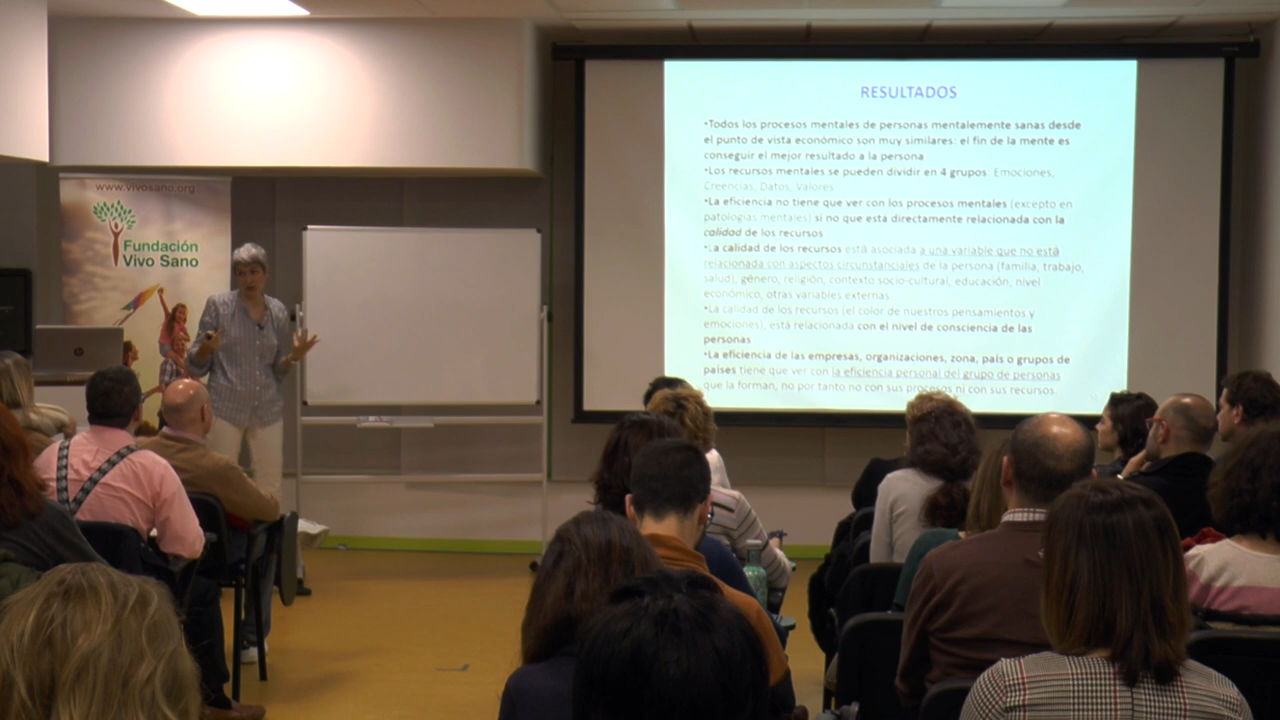 www.vivosano.org
Fundación
Vivo Sano
RESULTADOS
•Todos los procesos mentales de personas mentalemente sanas desde
el punto de vista económico son muy similares: el fin de la mente es
conseguir el mejor resultado a la persona
•Los recursos mentales se pueden dividir en 4 grupos: Emociones,
Creencias, Datos, Valores
•La eficiencia no tiene que ver con los procesos mentales (excepto en
patologías mentales) si no que está directamente relacionada con la
calidad de los recursos
•La calidad de los recursos está asociada a una variable que no está
relacionada con aspectos circunstanciales de la persona (familia, trabajo,
salud), género, religión, contexto socio-cultural, educación, nivel
económico, otras variables externas
•La calidad de los recursos (el color de nuestros pensamientos y
emociones), está relacionada con el nivel de consciencia de las
personas
•La eficiencia de las empresas, organizaciones, zona, país o grupos de
países tiene que ver con la eficiencia personal del grupo de personas
que la forman, no por tanto no con sus procesos ni con sus recursos.
hp